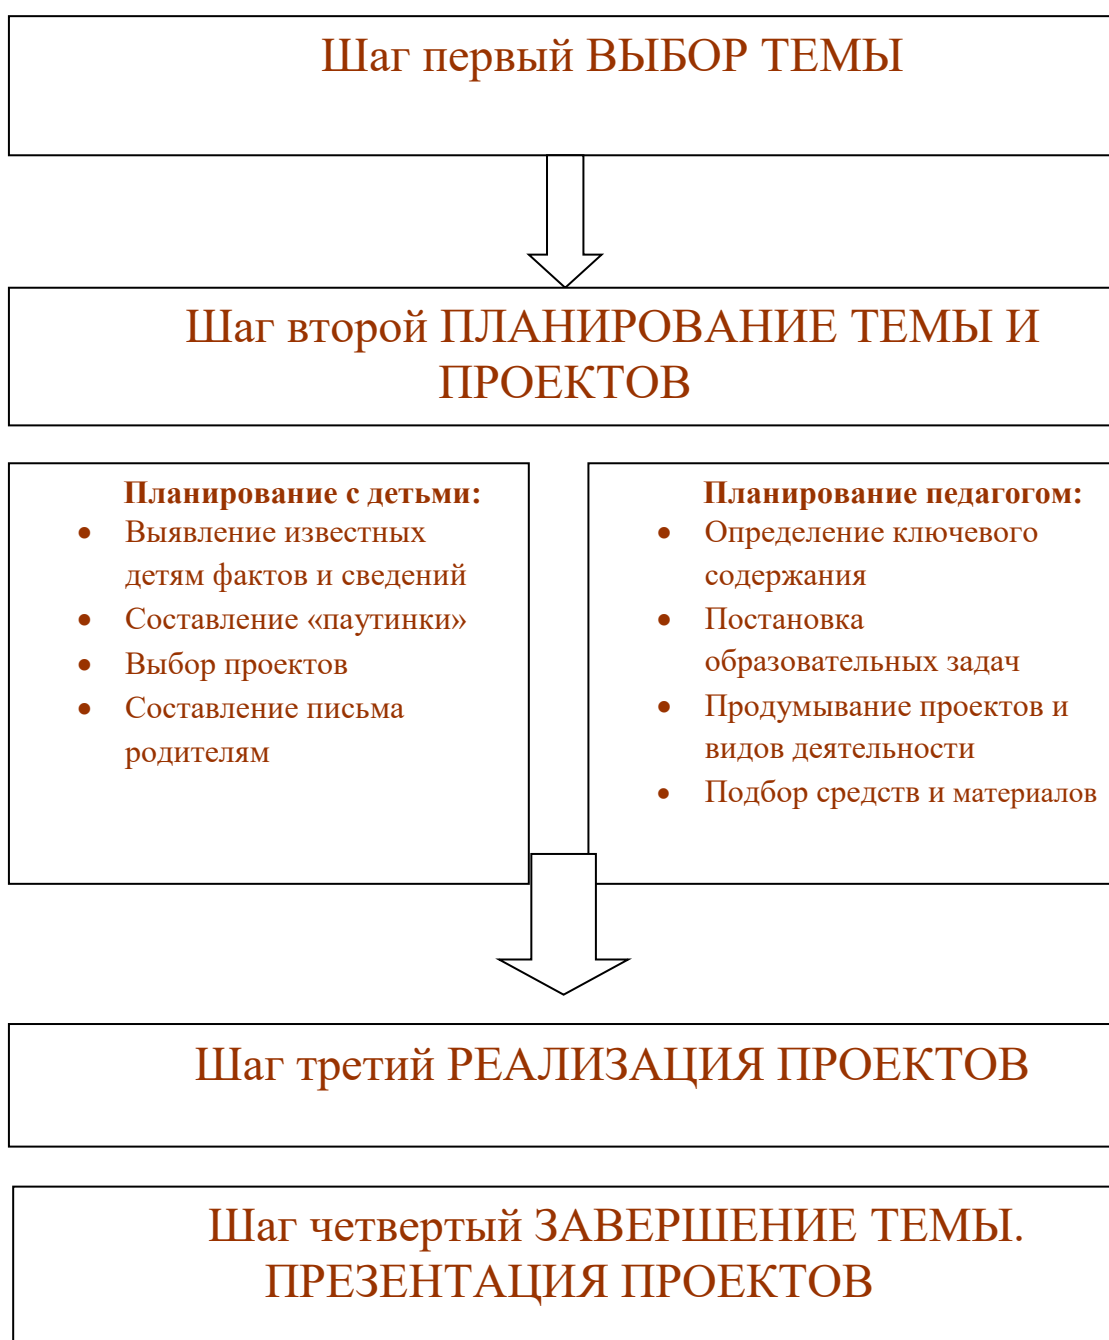 Шаг первый ВЫБОР ТЕМЫ
Шаг второй ПЛАНИРОВАНИЕ ТЕМЫ И
ПРОЕКТОВ
Планирование с детьми:
• Выявление известных
детям фактов и сведений
• Составление «паутинки»
• Выбор проектов
• Составление письма
родителям
Планирование педагогом:
• Определение ключевого
содержания
• Постановка
образовательных задач
• Продумывание проектов и
видов деятельности
• Подбор средств и материалов
Шаг третий РЕАЛИЗАЦИЯ ПРОЕКТОВ
Шаг четвертый ЗАВЕРШЕНИЕ ТЕМЫ.
ПРЕЗЕНТАЦИЯ ПРОЕКТОВ